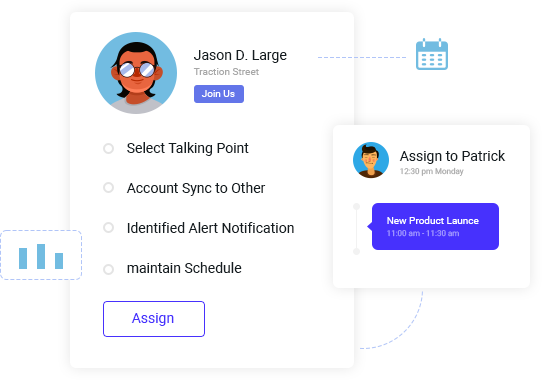 Jason D. Large
Traction Street
Join Us
Select Talking Point
Account Sync to Other
Identified Alert Notification
maintain Schedule
Assign
Assign to Patrick
12:30 pm Monday
New Product Launce
11:00 am - 11:30 am